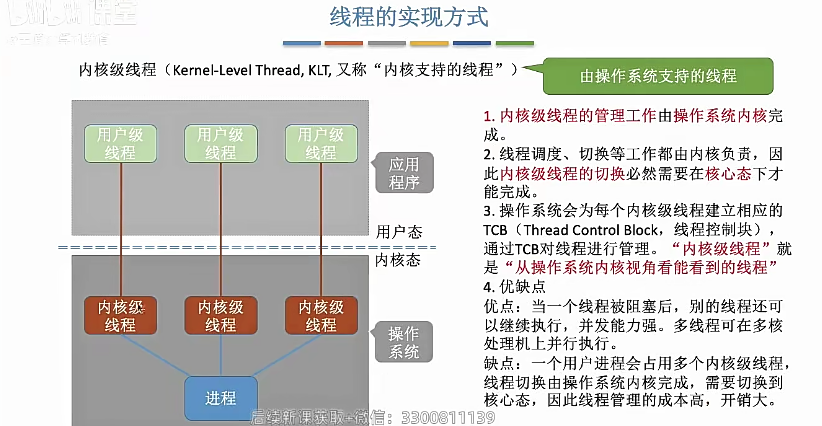 线程的实现方式
内核级线程（Kernel-Level Thread, KLT, 又称“内核支持的线程”）
由操作系统支持的线程
用户级
线程
用户级
线程
用户级
线程
应用
程序
用户态
内核态
内核级
线程
内核级
线程
内核级
线程
操作
系统
进程
1. 内核级线程的管理工作由操作系统内核完
成。
2. 线程调度、切换等工作都由内核负责，因
此内核级线程的切换必然需要在核心态下才
能完成。
3. 操作系统会为每个内核级线程建立相应的
TCB（Thread Control Block，线程控制块），
通过TCB对线程进行管理。“内核级线程”就
是“从操作系统内核视角看能看到的线程”
4. 优缺点
优点：当一个线程被阻塞后，别的线程还可
以继续执行，并发能力强。多线程可在多核
处理机上并行执行。
缺点：一个用户进程会占用多个内核级线程，
线程切换由操作系统内核完成，需要切换到
核心态，因此线程管理的成本高，开销大。
后续新课获取+微信：3300811139